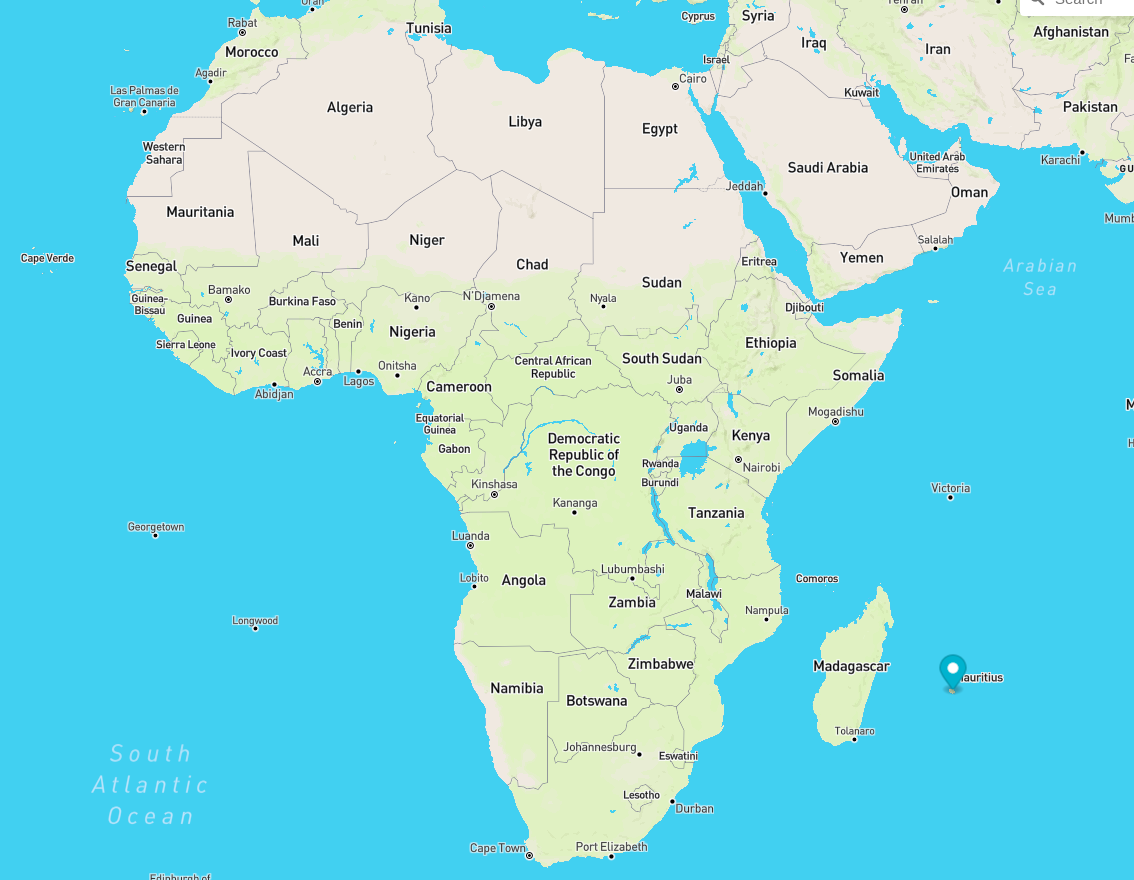 Oran
Tehran
Search
Rabat
Tunisia
Cyprus
Syria
Afghanistan
Morocco
Iraq
Iran
Israel
Agadir
Cairo
Las Palmas de
Gran Canaria
Kuwait
Algeria
Libya
Egypt
Pakistan
Western
Sahara
United Arab
Emirates
Karachi
Saudi Arabia
Jeddah
Oman
Mauritania
Mumb
Mali
Niger
Salalah
Cape Verde
Senegal
Chad
Eritrea
Yemen
Arabian
Sea
Sudan
Bamako
Guinea-
Bissau
Burkina Faso
Kano
N'Djamena
Nyala
Djibouti
Guinea
Benin
Nigeria
Sierra Leone
Ivory Coast
Ethiopia
Central African
Republic
South Sudan
Onitsha
Accra
Lagos
Abidjan
Cameroon
Juba
Somalia
Mogadishu
Equatorial
Guinea
Uganda
Kenya
Gabon
Democratic
Republic of
the Congo
Rwanda
Nairobi
Burundi
Kinshasa
Victoria
Kananga
Tanzania
Georgetown
Luanda
Lubumbashi
Lobito
Angola
Comoros
Malawi
Zambia
Nampula
Longwood
Zimbabwe
Madagascar
auritius
Namibia
Botswana
Tolanaro
Johannesburg
Eswatini
South
Atlantic
Ocean
Lesotho
Durban
Cape Town
Port Elizabeth
Edinburgh of